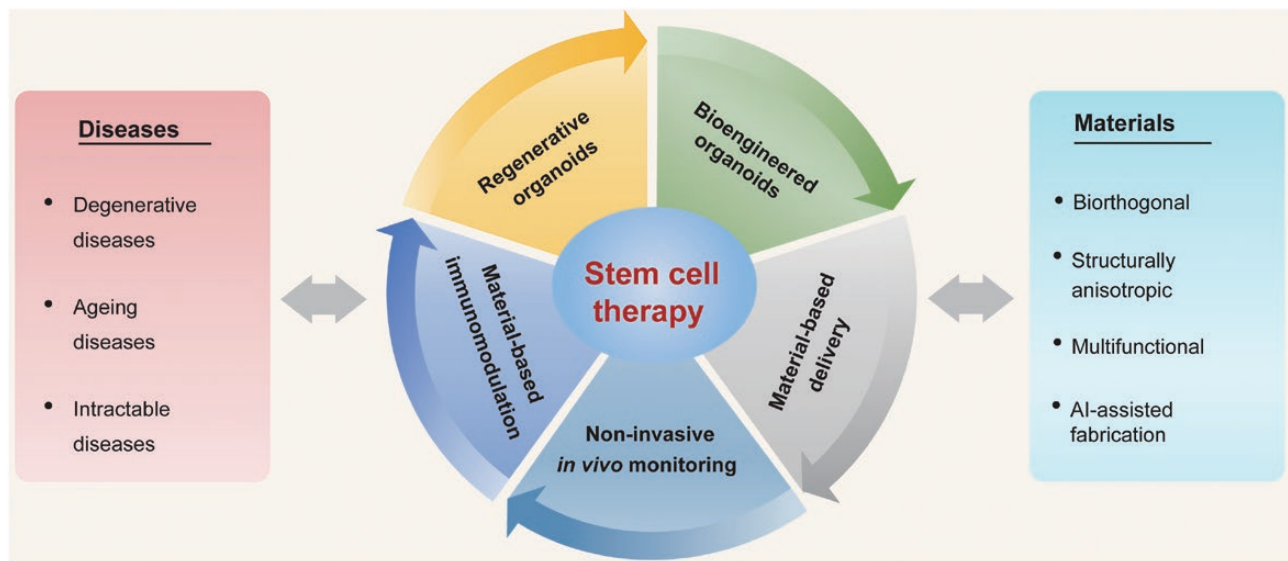 Diseases
• Degenerative
diseases
• Ageing
diseases
• Intractable
diseases
Regenerative
organoids
Bioengineered
organoids
Material-based
delivery
Non-invasive
in vivo monitoring
Material-based
immunomodulation
Stem cell
therapy
Materials
• Biorthogonal
• Structurally
anisotropic
• Multifunctional
• AI-assisted
fabrication